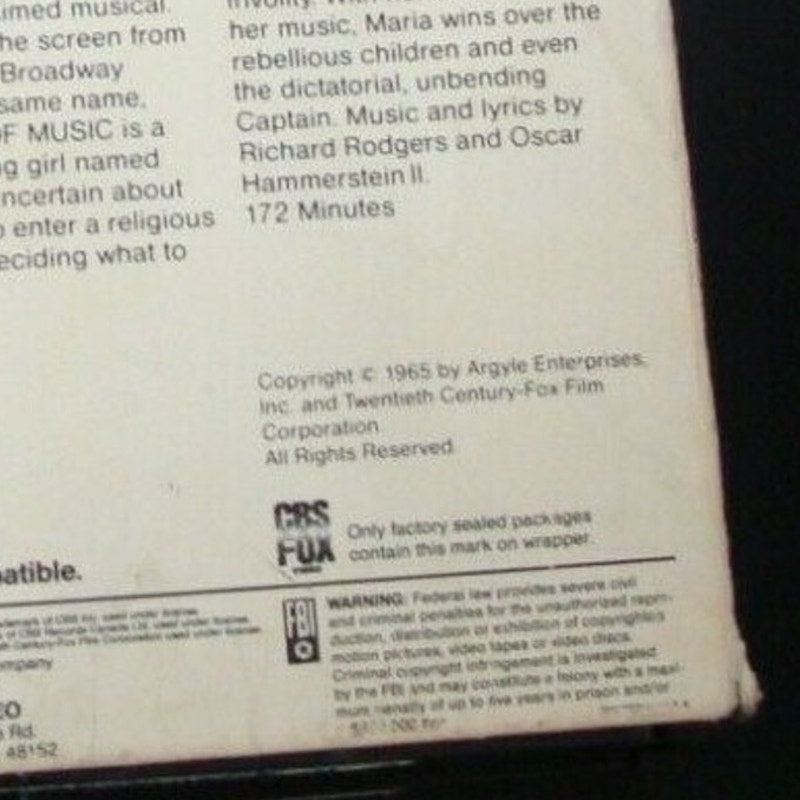 imed musical.
he screen from
Broadway
same name,
OF MUSIC is a
ng girl named
ncertain about
o enter a religious
eciding what to
her music, Maria wins over the
rebellious children and even
the dictatorial, unbending
Captain. Music and lyrics by
Richard Rodgers and Oscar
Hammerstein II.
172 Minutes
Copyright © 1965 by Argyle Enterprises,
Inc. and Twentieth Century-Fox Film
Corporation
All Rights Reserved
CBS
FOX
Only factory sealed packages
contain this mark on wrapper.
atible.
ompany
EO
Rd.
48152
FBI
WARNING: Federal law provides severe civil
and criminal penalties for the unauthorized repro-
duction, distribution or exhibition of copyrighted
motion pictures, video tapes or video discs.
Criminal copyright infringement is investigated
by the FBI and may constitute a felony with a maxi-
mum penalty of up to five years in prison and/or